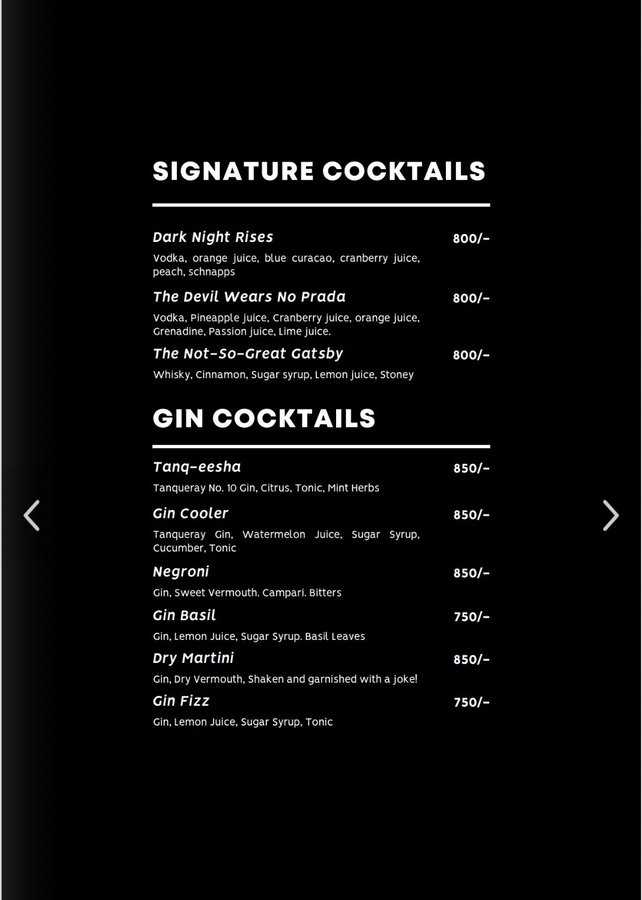 SIGNATURE COCKTAILS
Dark Night Rises 800/-
Vodka, orange juice, blue curacao, cranberry juice,
peach, schnapps
The Devil Wears No Prada 800/-
Vodka, Pineapple juice, Cranberry juice, orange juice,
Grenadine, Passion juice, Lime juice.
The Not-So-Great Gatsby 800/-
Whisky, Cinnamon, Sugar syrup, Lemon juice, Stoney
GIN COCKTAILS
Tanq-eesha 850/-
Tanqueray No. 10 Gin, Citrus, Tonic, Mint Herbs
Gin Cooler 850/-
Tanqueray Gin, Watermelon Juice, Sugar Syrup,
Cucumber, Tonic
Negroni 850/-
Gin, Sweet Vermouth. Campari. Bitters
Gin Basil 750/-
Gin, Lemon Juice, Sugar Syrup. Basil Leaves
Dry Martini 850/-
Gin, Dry Vermouth, Shaken and garnished with a joke!
Gin Fizz 750/-
Gin, Lemon Juice, Sugar Syrup, Tonic